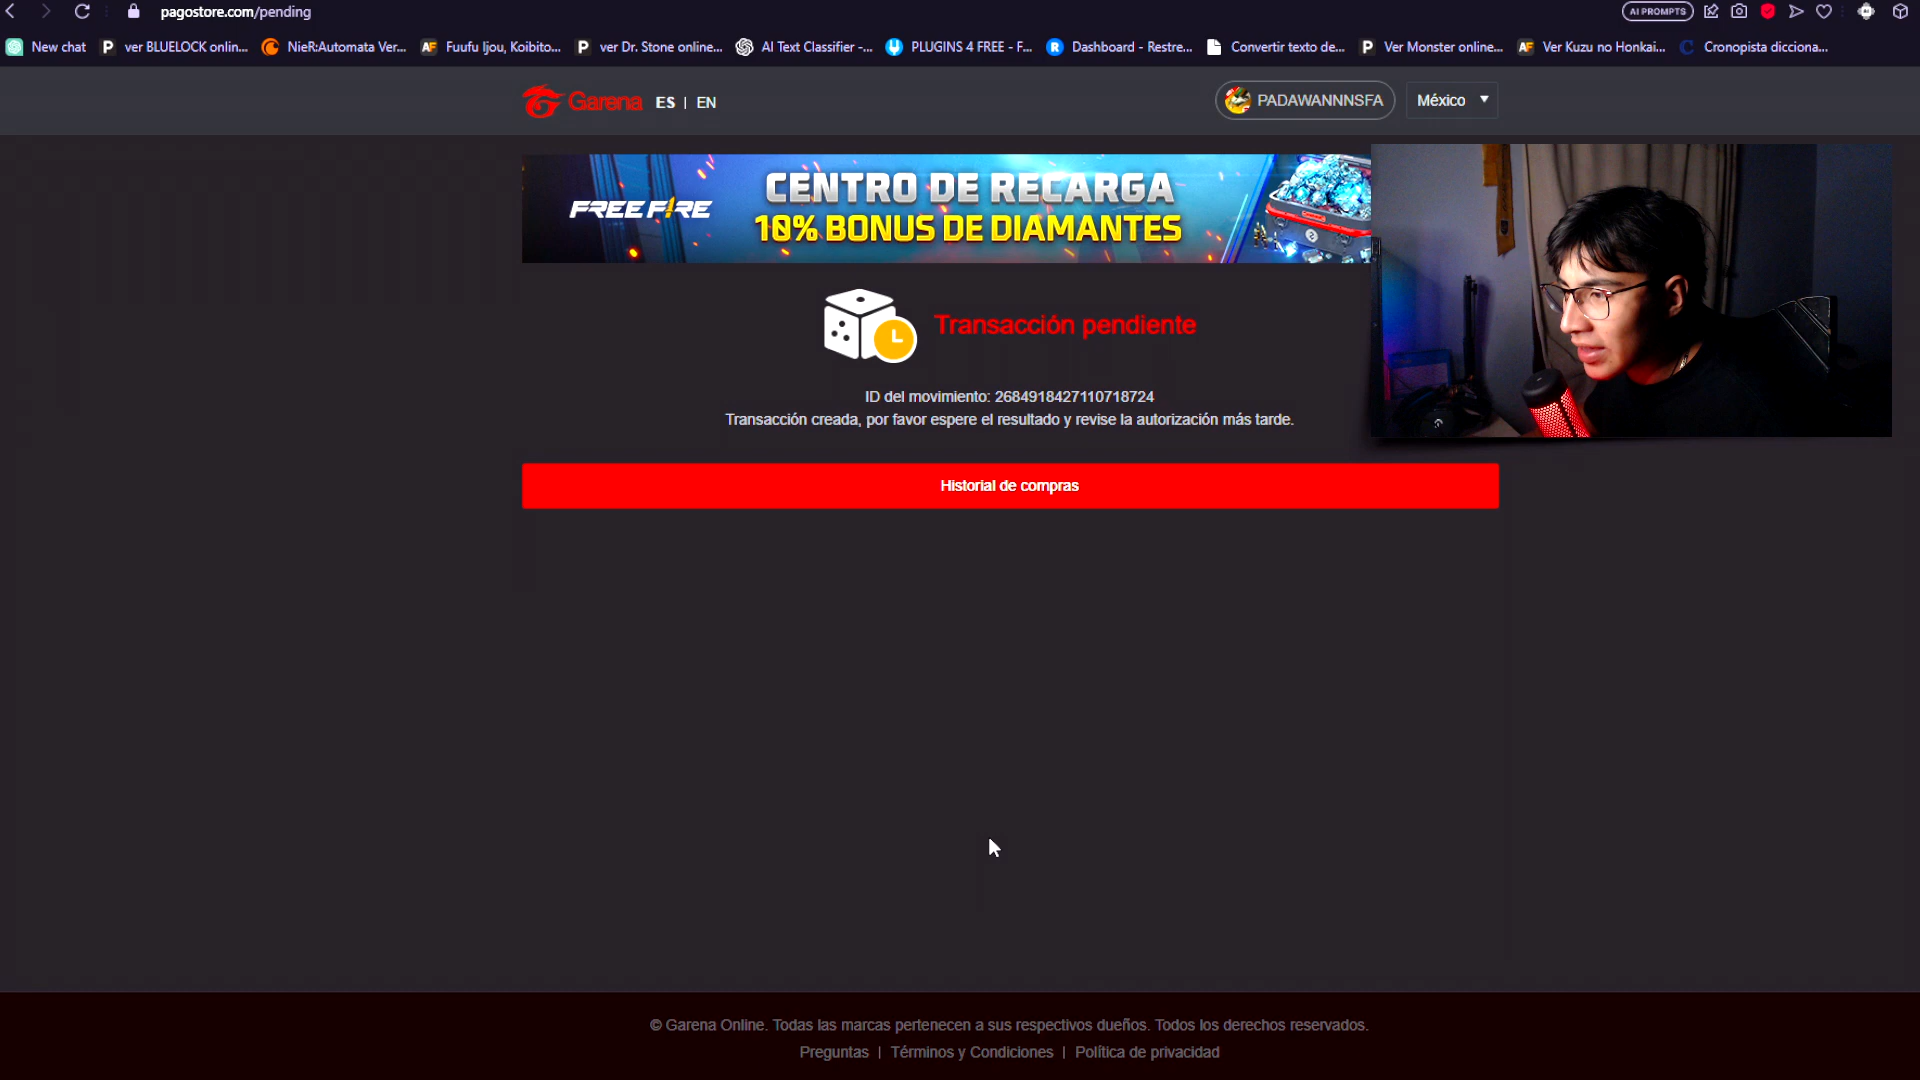 pagostore.com/pending
AI PROMPTS
New chat
ver BLUELOCK onlin...
NieR:Automata Ver...
Fuufu Ijou, Koibito...
ver Dr. Stone online...
AI Text Classifier -...
PLUGINS 4 FREE - F...
Dashboard - Restre...
Convertir texto de...
Ver Monster online...
Ver Kuzu no Honkai...
Cronopista dicciona...
Garena
ES | EN
PADAWANNNSFA
México
FREE FIRE
CENTRO DE RECARGA
10% BONUS DE DIAMANTES
Transacción pendiente
ID del movimiento: 2684918427110718724
Transacción creada, por favor espere el resultado y revise la autorización más tarde.
Historial de compras
© Garena Online. Todas las marcas pertenecen a sus respectivos dueños. Todos los derechos reservados.
Preguntas | Términos y Condiciones | Política de privacidad